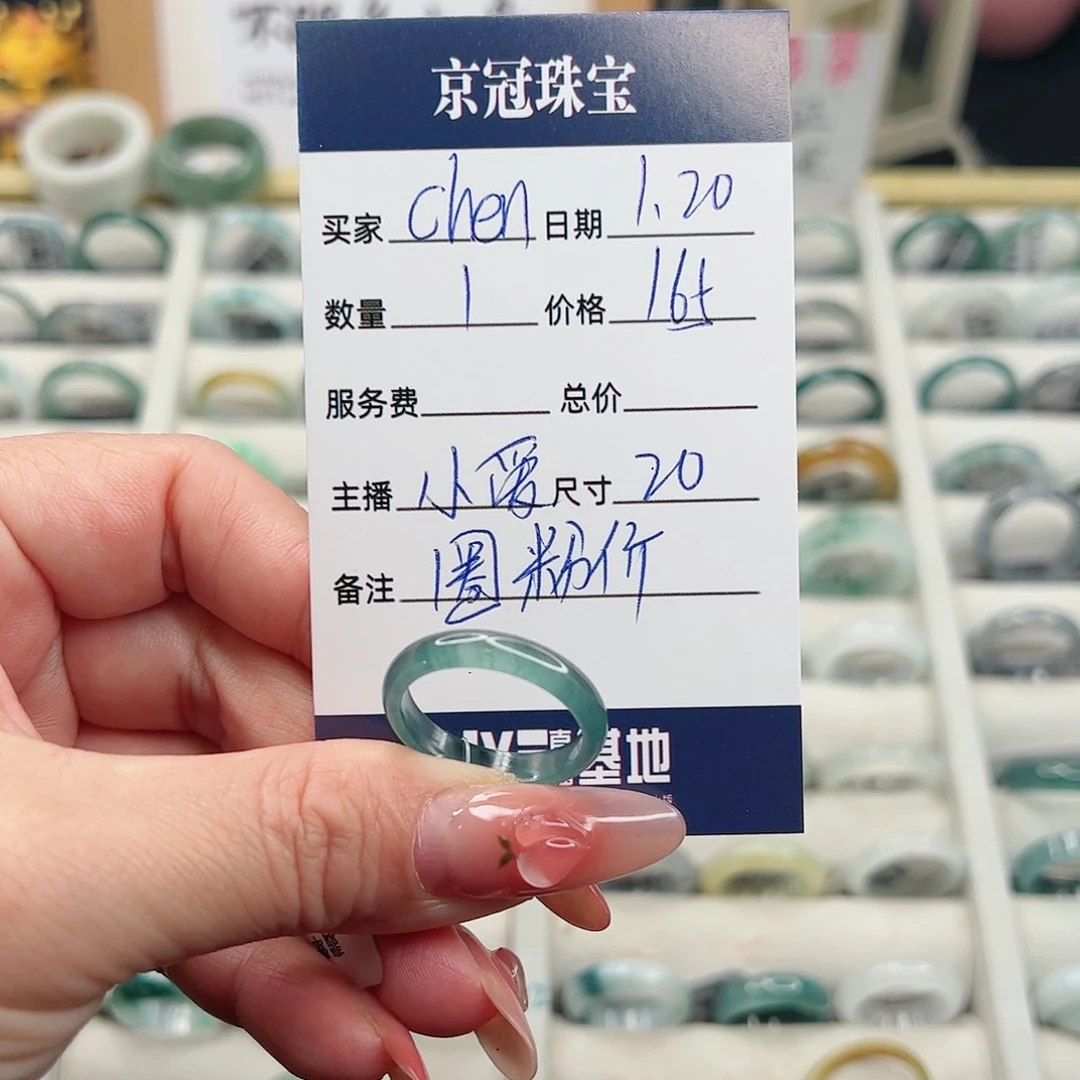 京冠珠宝
买家 chen 日期 1.20
数量 1 价格 16t
服务费 总价
主播 小爱 尺寸 20
备注 圈粉价
基地